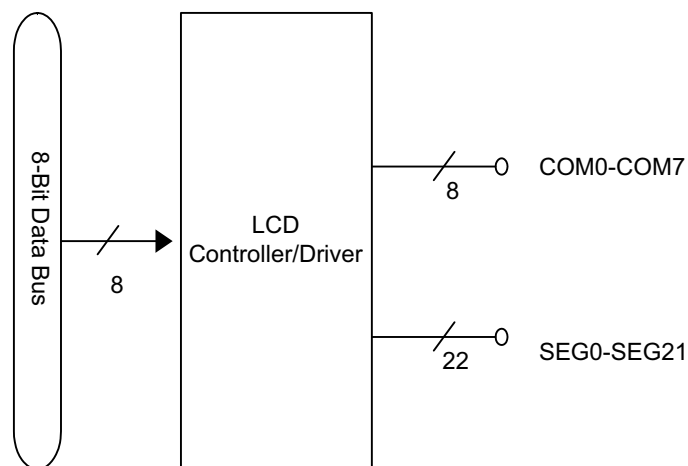 8-Bit Data Bus
8
LCD
Controller/Driver
8
COM0-COM7
22
SEG0-SEG21